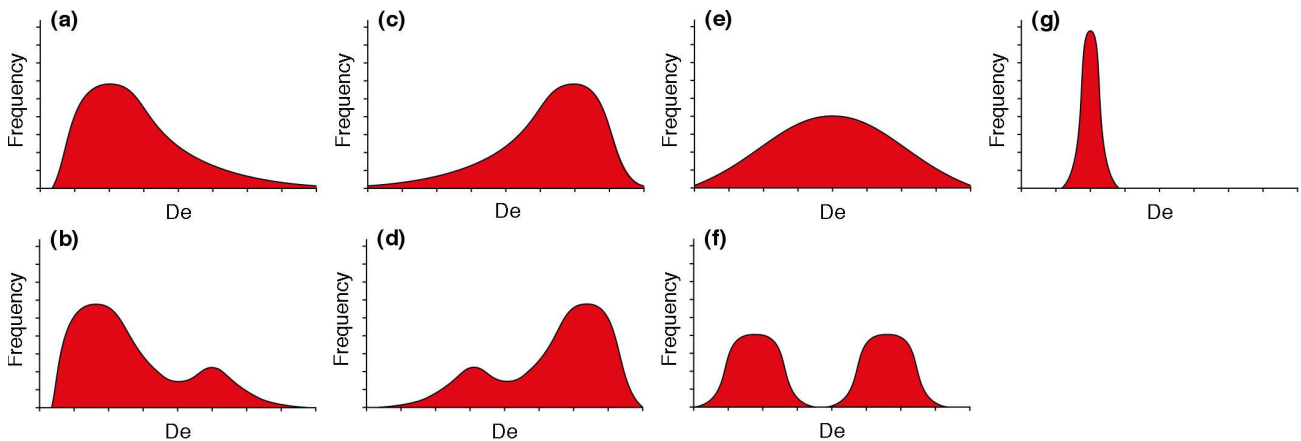 (a)
Frequency
De
(c)
Frequency
De
(e)
Frequency
De
(g)
Frequency
De
(b)
Frequency
De
(d)
Frequency
De
(f)
Frequency
De